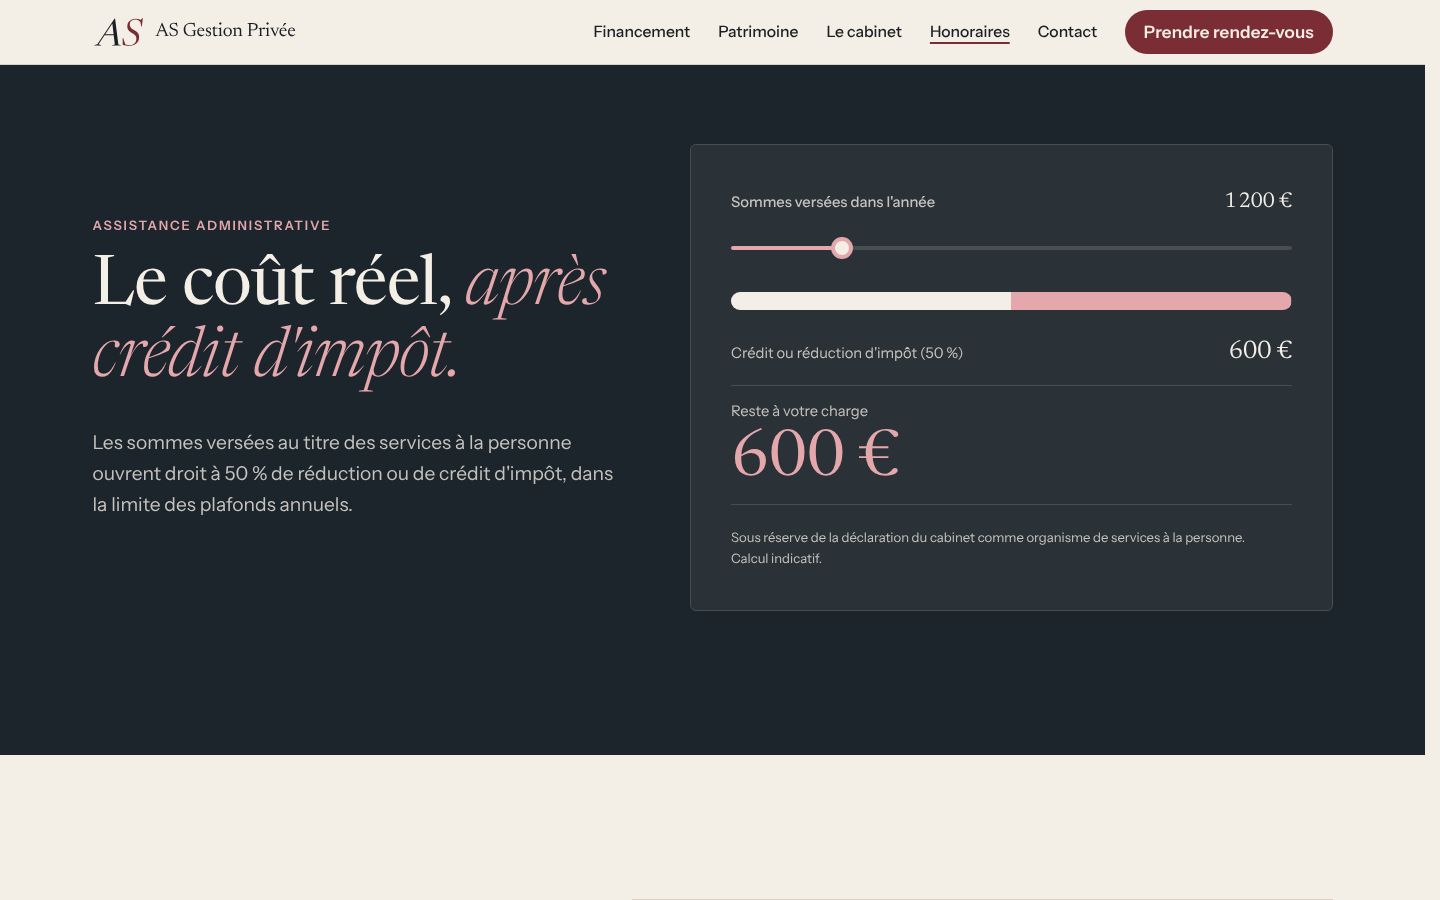 AS AS Gestion Privée
Financement Patrimoine Le cabinet Honoraires Contact Prendre rendez-vous
ASSISTANCE ADMINISTRATIVE
Le coût réel, après
crédit d'impôt.
Les sommes versées au titre des services à la personne
ouvrent droit à 50 % de réduction ou de crédit d'impôt, dans
la limite des plafonds annuels.
Sommes versées dans l'année 1 200 €
Crédit ou réduction d'impôt (50 %) 600 €
Reste à votre charge
600 €
Sous réserve de la déclaration du cabinet comme organisme de services à la personne.
Calcul indicatif.